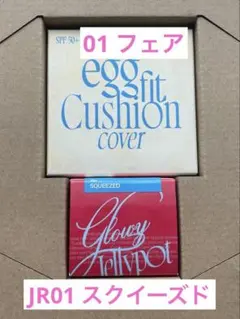 01 フェア
SPF 50+
egg
fit
Cushion
cover
SQUEEZED
Glowy
Jellypot
JR01 スクイーズド